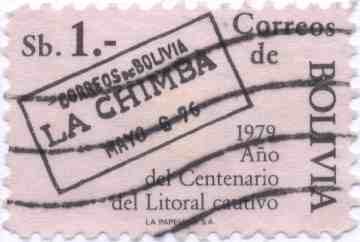 Sb. 1.-
Correos
de
BOLIVIA
CORREOS DE BOLIVIA
LA CHIMBA
MAYO 6 76
1979
Año
del Centenario
del Litoral cautivo
LA PAPELERA S.A.